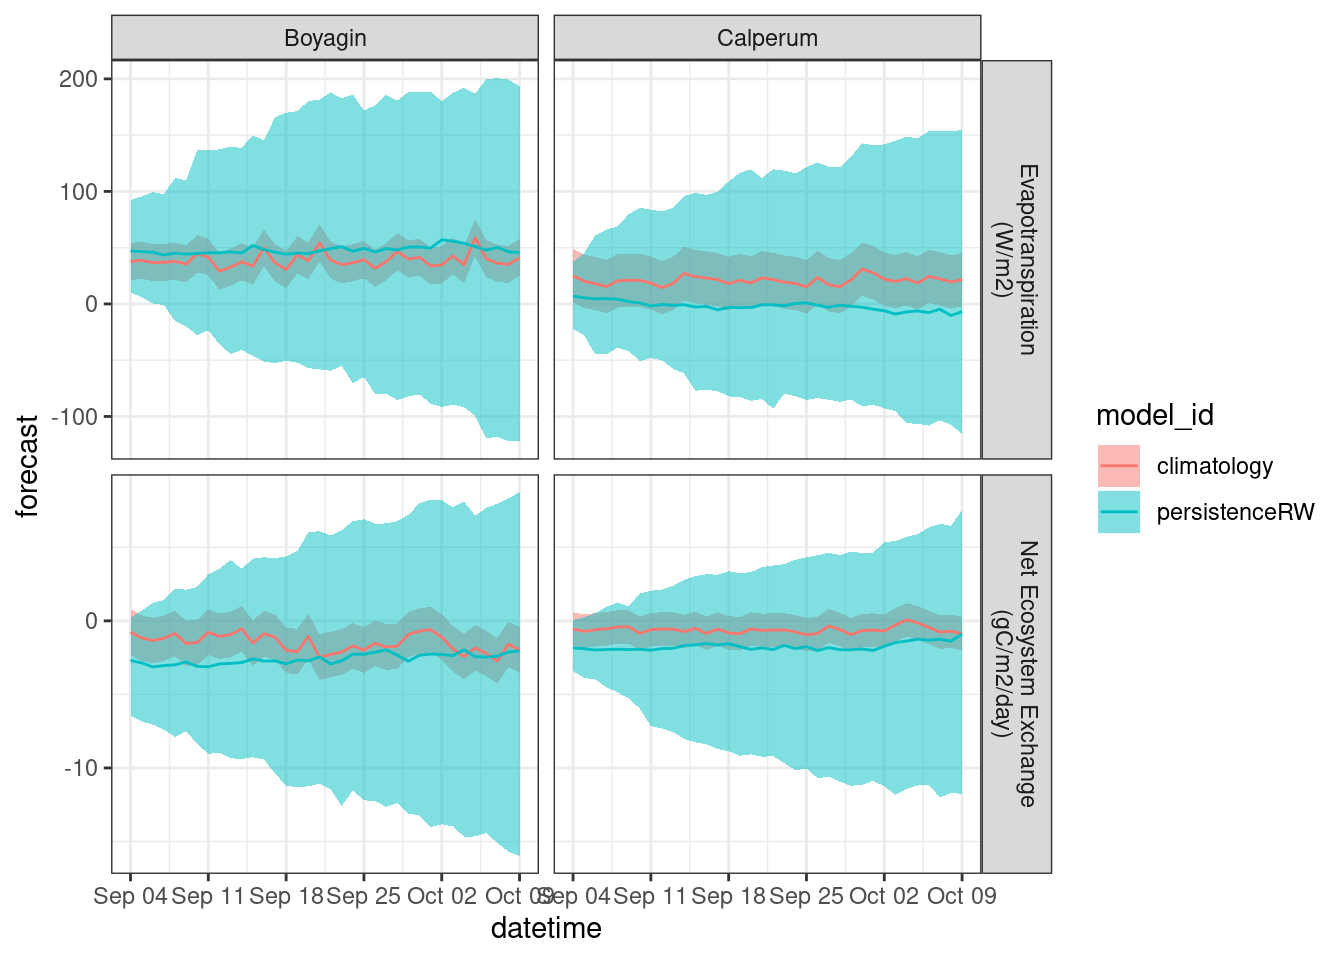 Boyagin
Calperum
200
100
0
-100
Evapotranspiration
(W/m2)
0
-10
Net Ecosystem Exchange
(gC/m2/day)
forecast
Sep 04 Sep 11 Sep 18 Sep 25 Oct 02 Oct 09
Sep 04 Sep 11 Sep 18 Sep 25 Oct 02 Oct 09
datetime
model_id
climatology
persistenceRW